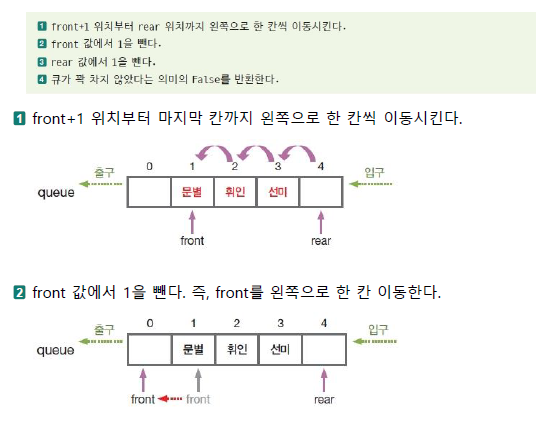 1 front+1 위치부터 rear 위치까지 왼쪽으로 한 칸씩 이동시킨다.
2 front 값에서 1을 뺀다.
3 rear 값에서 1을 뺀다.
4 큐가 꽉 차지 않았다는 의미의 False를 반환한다.
1 front+1 위치부터 마지막 칸까지 왼쪽으로 한 칸씩 이동시킨다.
0 1 2 3 4
출구 입구
queue 문별 휘인 선미
front rear
2 front 값에서 1을 뺀다. 즉, front를 왼쪽으로 한 칸 이동한다.
0 1 2 3 4
출구 입구
queue 문별 휘인 선미
front front rear